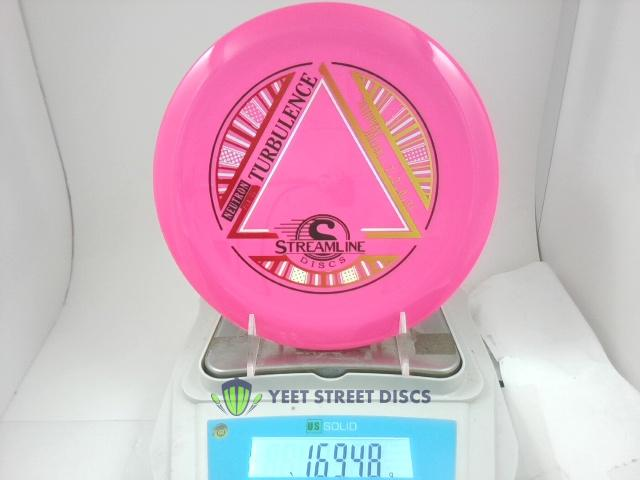 TURBULENCE
NEUTRON
STREAMLINE
DISCS
YEET STREET DISCS
US SOLID
169.48 g